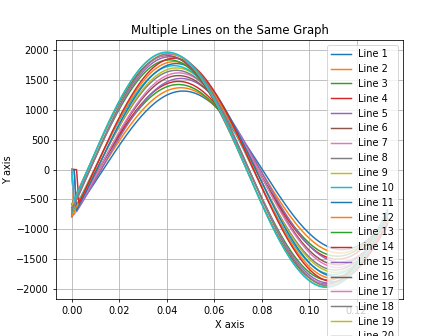 Multiple Lines on the Same Graph
2000
1500
1000
500
0
−500
−1000
−1500
−2000
Y axis
0.00
0.02
0.04
0.06
0.08
0.10
X axis
Line 1
Line 2
Line 3
Line 4
Line 5
Line 6
Line 7
Line 8
Line 9
Line 10
Line 11
Line 12
Line 13
Line 14
Line 15
Line 16
Line 17
Line 18
Line 19
Line 20